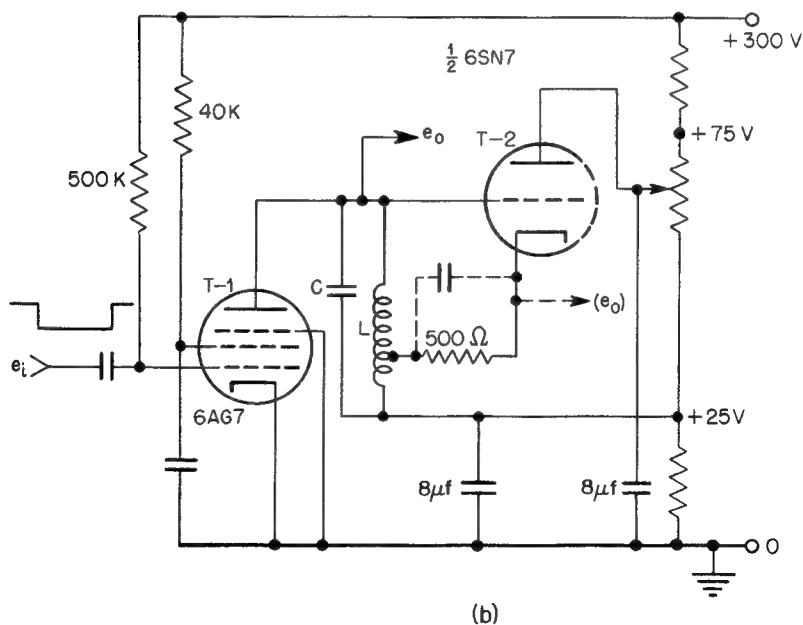 +300 V
½ 6SN7
40K
e₀
T-2
+75 V
500 K
T-1
C
(e₀)
L
500 Ω
eᵢ
6AG7
+25V
8μf
8μf
0
(b)